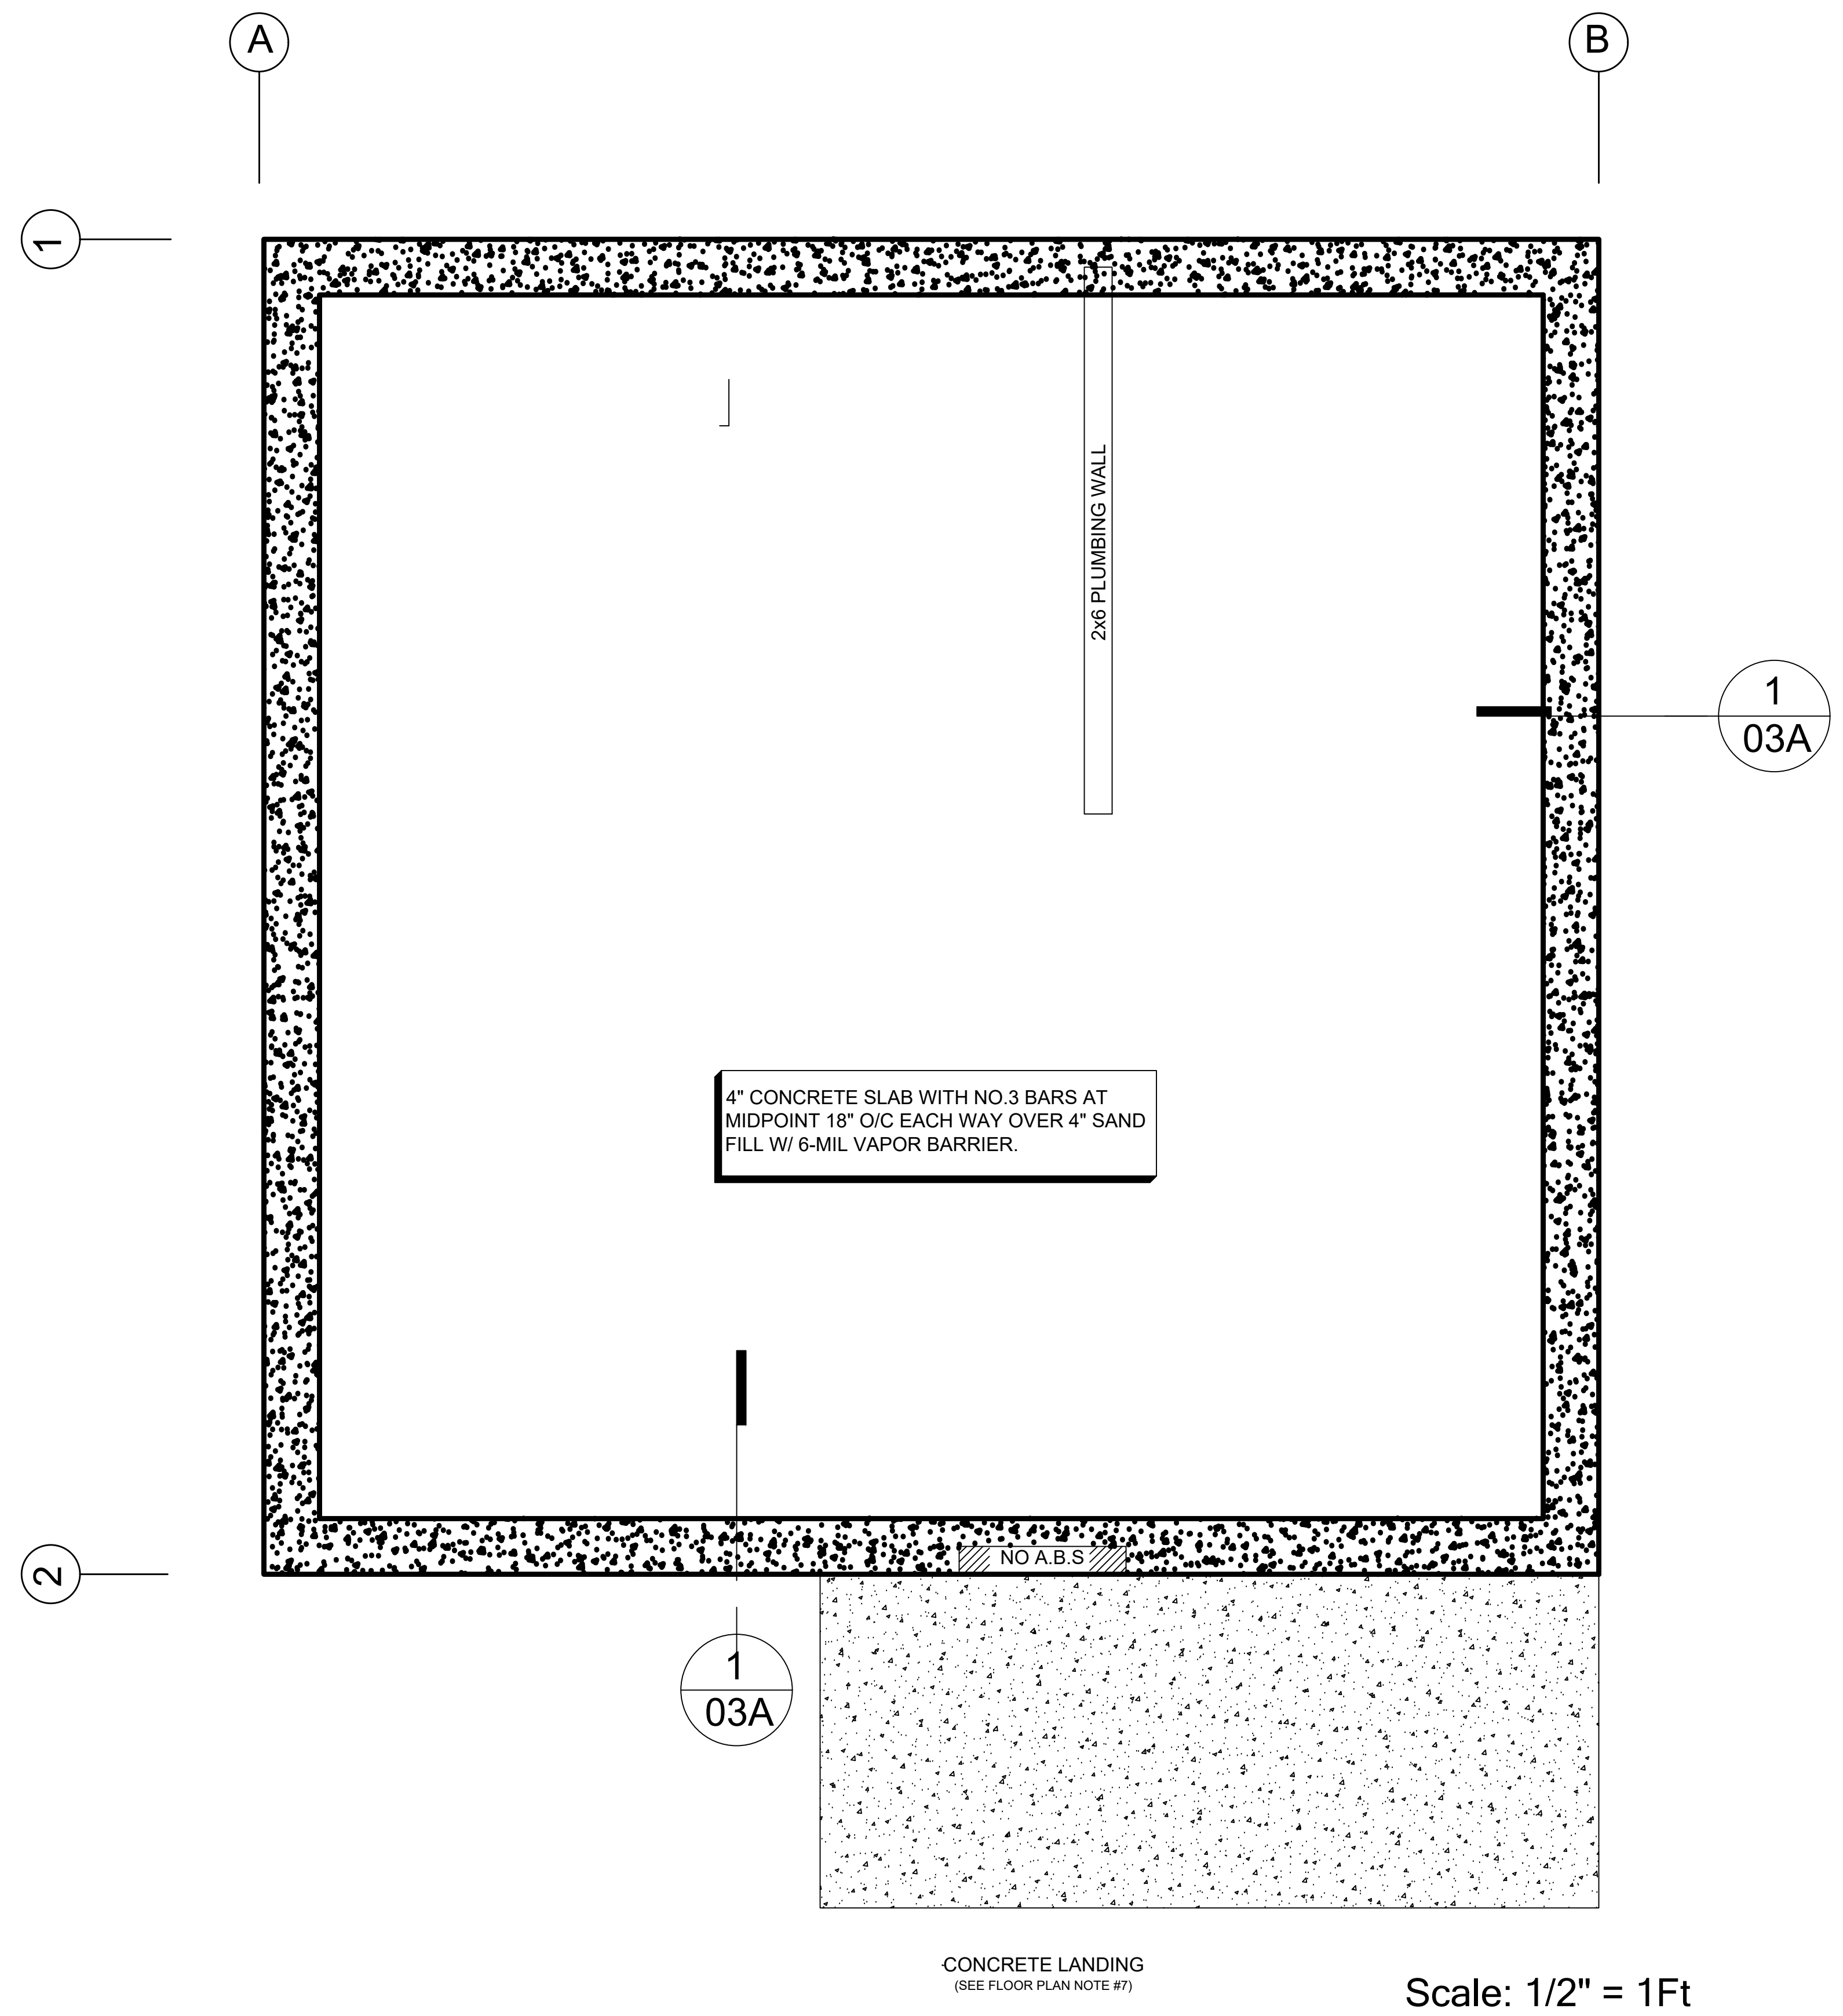 A
B
1
2x6 PLUMBING WALL
1
03A
4" CONCRETE SLAB WITH NO.3 BARS AT
MIDPOINT 18" O/C EACH WAY OVER 4" SAND
FILL W/ 6-MIL VAPOR BARRIER.
2
NO A.B.S
1
03A
CONCRETE LANDING
(SEE FLOOR PLAN NOTE #7)
Scale: 1/2" = 1Ft